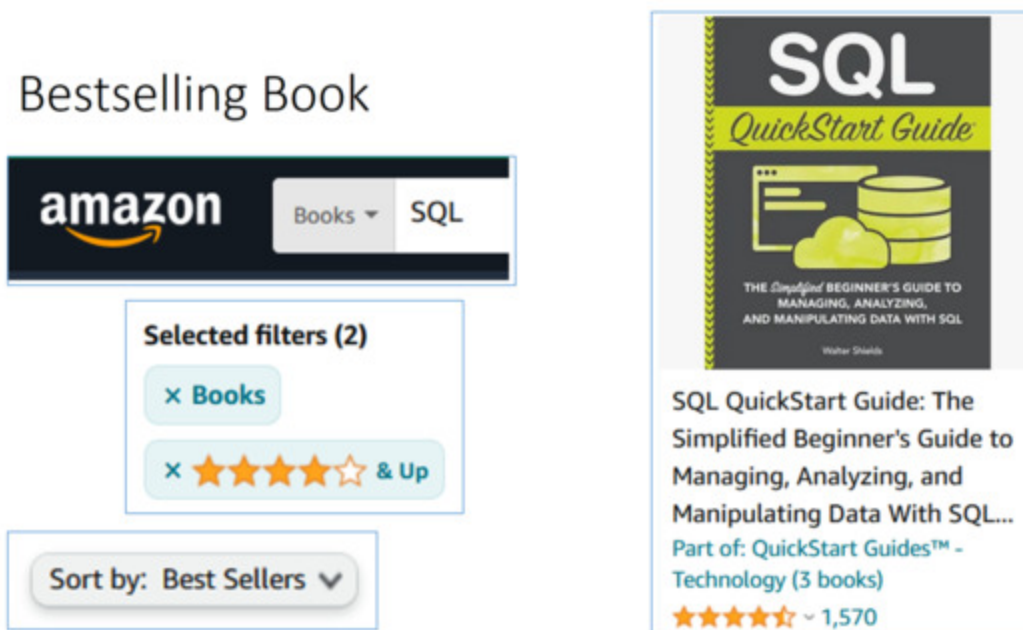 Bestselling Book
amazon
Books
SQL
Selected filters (2)
× Books
× & Up
Sort by: Best Sellers
SQL
QuickStart Guide
THE Simplified BEGINNER'S GUIDE TO
MANAGING, ANALYZING,
AND MANIPULATING DATA WITH SQL
Walter Shields
SQL QuickStart Guide: The
Simplified Beginner's Guide to
Managing, Analyzing, and
Manipulating Data With SQL...
Part of: QuickStart Guides™ -
Technology (3 books)
1,570